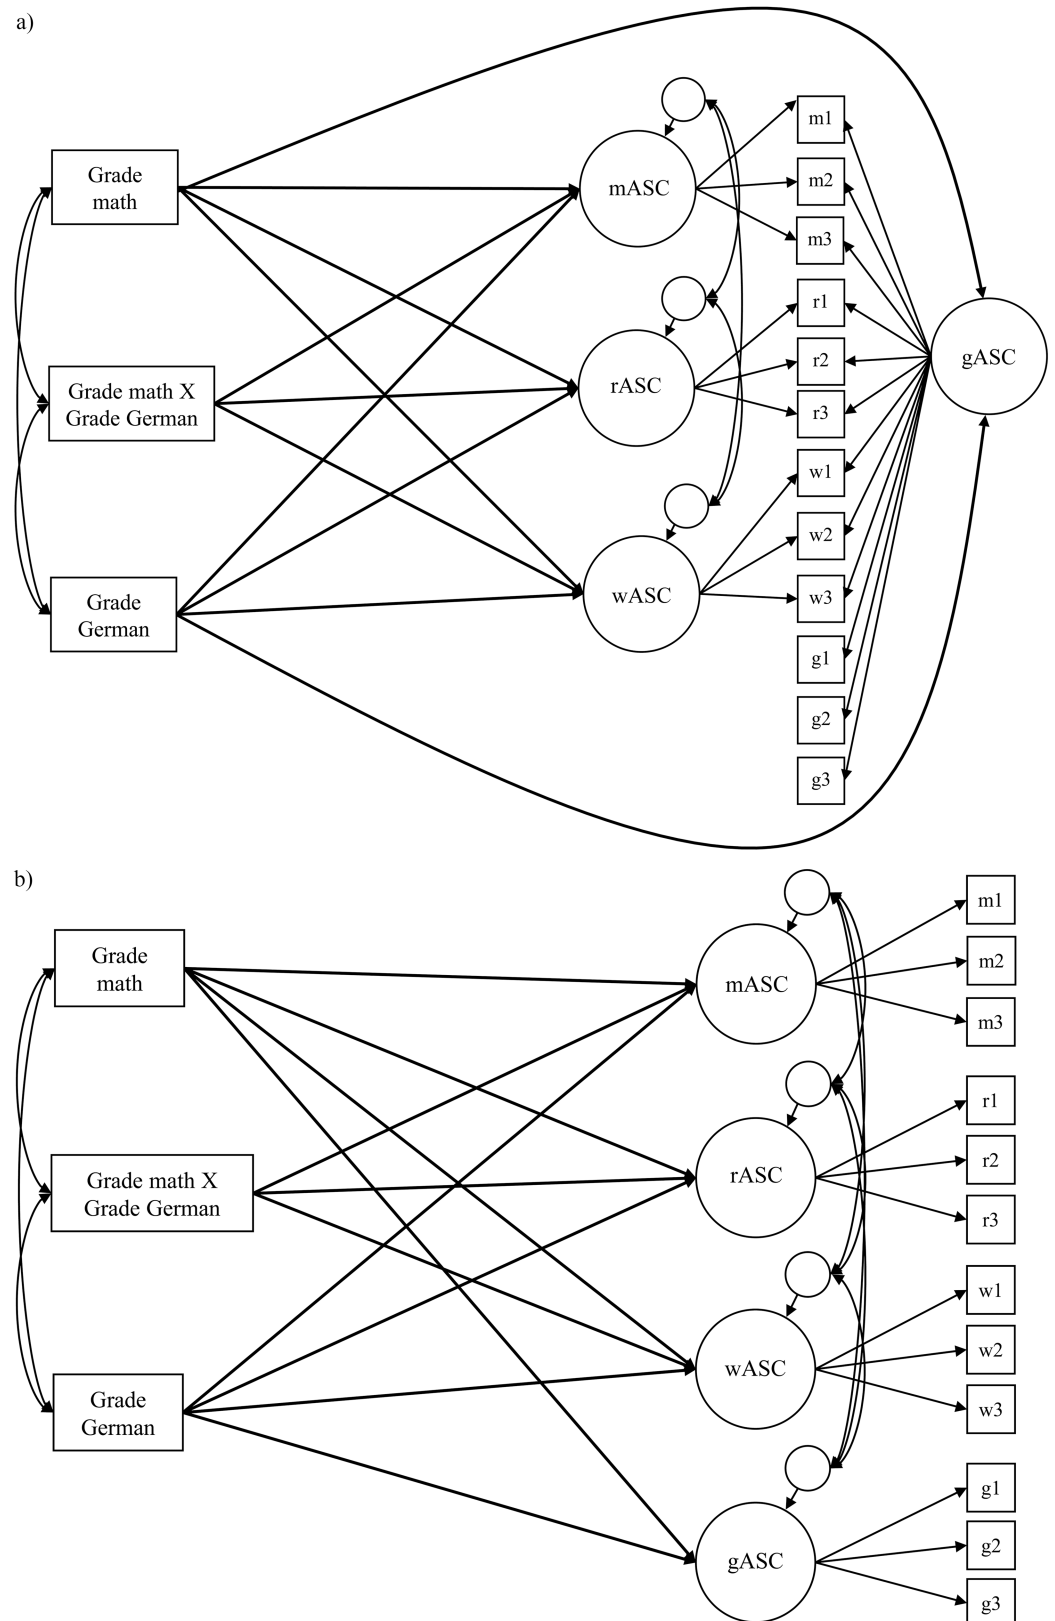 a)
Grade
math
Grade math X
Grade German
Grade
German
mASC
rASC
wASC
m1
m2
m3
r1
r2
r3
w1
w2
w3
g1
g2
g3
gASC
b)
Grade
math
Grade math X
Grade German
Grade
German
mASC
rASC
wASC
gASC
m1
m2
m3
r1
r2
r3
w1
w2
w3
g1
g2
g3